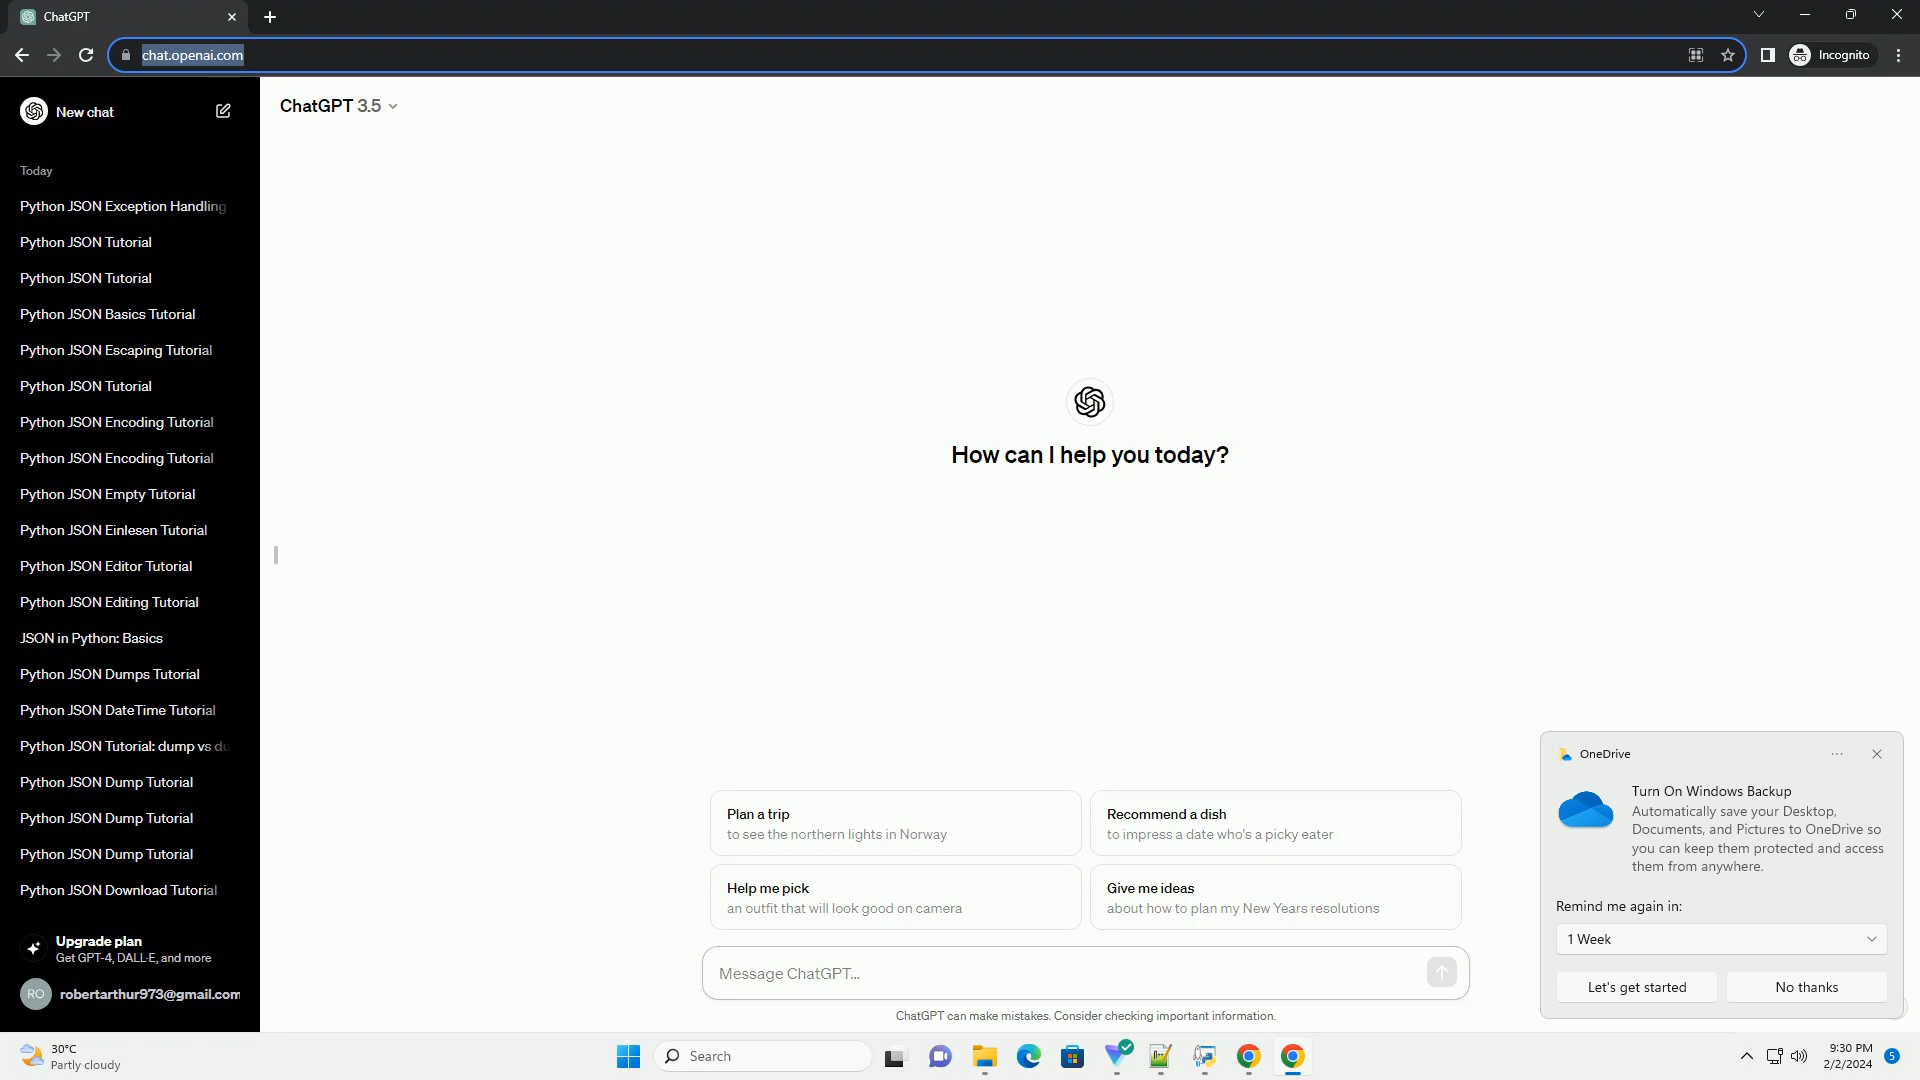 ChatGPT
chat.openai.com
Incognito
New chat
ChatGPT 3.5
Today
Python JSON Exception Handling
Python JSON Tutorial
Python JSON Tutorial
Python JSON Basics Tutorial
Python JSON Escaping Tutorial
Python JSON Tutorial
Python JSON Encoding Tutorial
Python JSON Encoding Tutorial
Python JSON Empty Tutorial
Python JSON Einlesen Tutorial
Python JSON Editor Tutorial
Python JSON Editing Tutorial
JSON in Python: Basics
Python JSON Dumps Tutorial
Python JSON DateTime Tutorial
Python JSON Tutorial: dump vs du
Python JSON Dump Tutorial
Python JSON Dump Tutorial
Python JSON Dump Tutorial
Python JSON Download Tutorial
Upgrade plan
Get GPT-4, DALL·E, and more
RO
robertarthur973@gmail.com
How can I help you today?
Plan a trip
to see the northern lights in Norway
Recommend a dish
to impress a date who's a picky eater
Help me pick
an outfit that will look good on camera
Give me ideas
about how to plan my New Years resolutions
Message ChatGPT...
ChatGPT can make mistakes. Consider checking important information.
OneDrive
Turn On Windows Backup
Automatically save your Desktop,
Documents, and Pictures to OneDrive so
you can keep them protected and access
them from anywhere.
Remind me again in:
1 Week
Let's get started
No thanks
30°C
Partly cloudy
Search
9:30 PM
2/2/2024
5